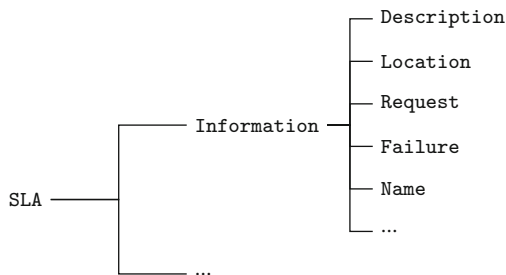 Description
Location
Request
Information
Failure
Name
SLA
...
...